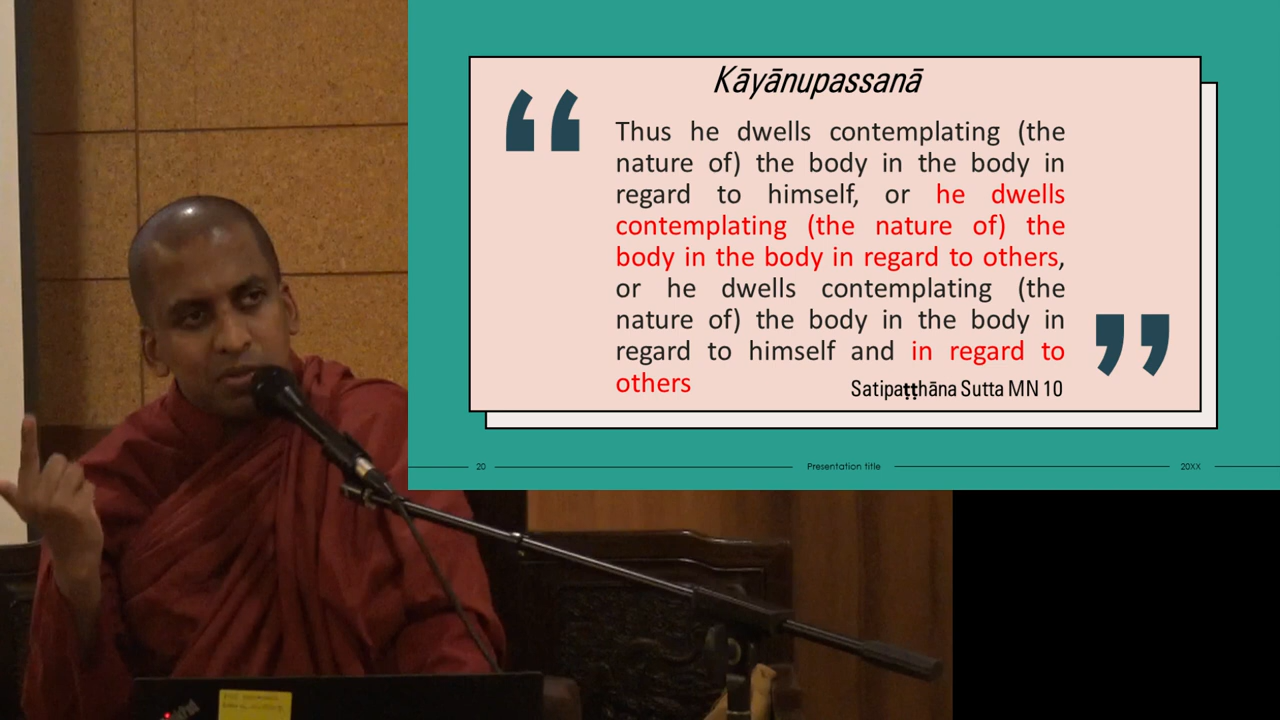 Kāyānupassanā
Thus he dwells contemplating (the
nature of) the body in the body in
regard to himself, or he dwells
contemplating (the nature of) the
body in the body in regard to others,
or he dwells contemplating (the
nature of) the body in the body in
regard to himself and in regard to
others
Satipaṭṭhāna Sutta MN 10
20
Presentation title
20XX